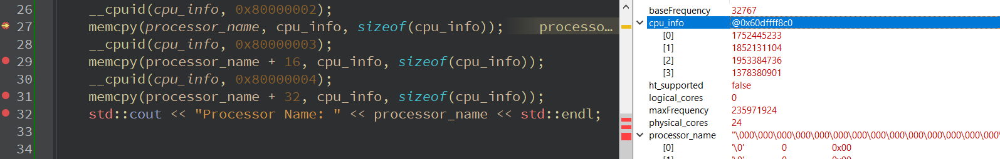 26 __cpuid(cpu_info, 0x80000002);
27 memcpy(processor_name, cpu_info, sizeof(cpu_info)); processo…
28 __cpuid(cpu_info, 0x80000003);
29 memcpy(processor_name + 16, cpu_info, sizeof(cpu_info));
30 __cpuid(cpu_info, 0x80000004);
31 memcpy(processor_name + 32, cpu_info, sizeof(cpu_info));
32 std::cout << "Processor Name: " << processor_name << std::endl;
33
34
baseFrequency 32767
cpu_info @0x60dffff8c0
[0] 1752445233
[1] 1852131104
[2] 1953384736
[3] 1378380901
ht_supported false
logical_cores 0
maxFrequency 235971924
physical_cores 24
processor_name "\000\000\000\000\000\000\000\000\000\000\000\000\000\000
[0] '\0' 0 0x00